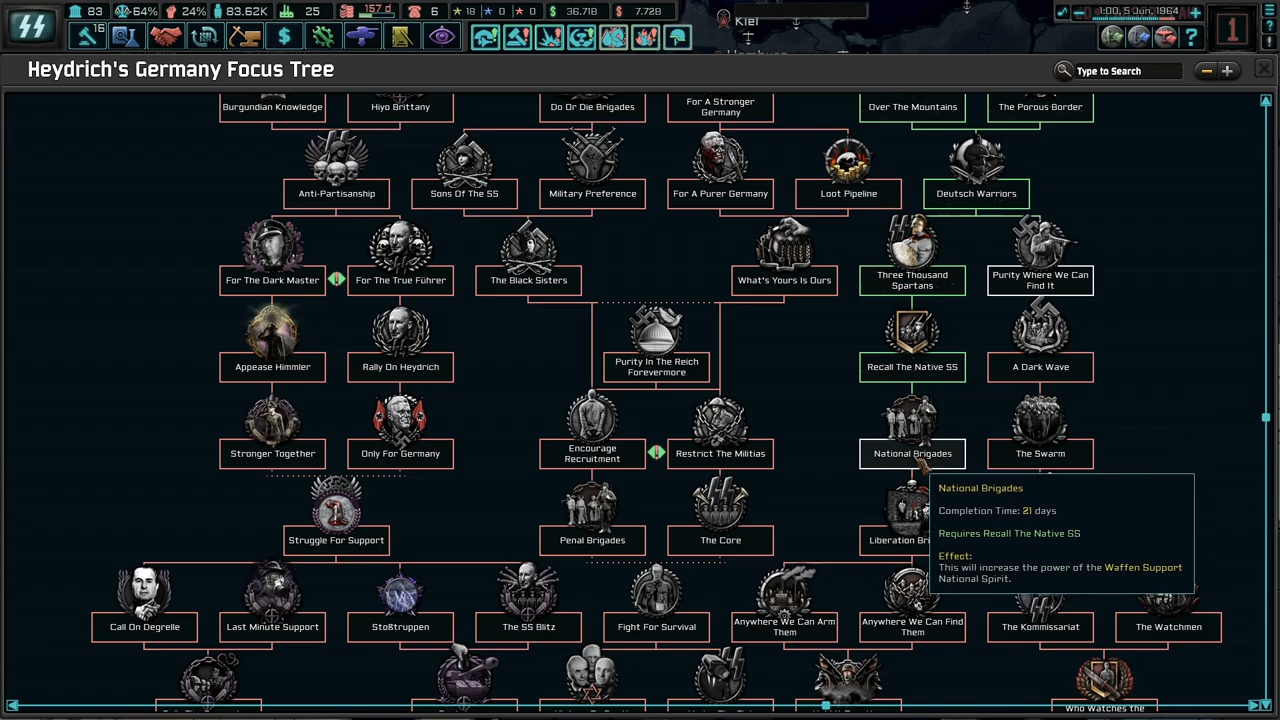 83 64% 24% 83.62K 25 157 d 6 18 0 0 $ 36.71B $ 7.72B
1:00, 5 Jun, 1964
16
1
Kiel
Heydrich's Germany Focus Tree
Type to Search
Burgundian Knowledge
Hiyo Brittany
Do Or Die Brigades
For A Stronger
Germany
Over The Mountains
The Porous Border
Anti-Partisanship
Sons Of The SS
Military Preference
For A Purer Germany
Loot Pipeline
Deutsch Warriors
For The Dark Master
For The True Führer
The Black Sisters
What's Yours Is Ours
Three Thousand
Spartans
Purity Where We Can
Find It
Appease Himmler
Rally On Heydrich
Purity In The Reich
Forevermore
Recall The Native SS
A Dark Wave
Stronger Together
Only For Germany
Encourage
Recruitment
Restrict The Militias
National Brigades
The Swarm
Struggle For Support
Penal Brigades
The Core
Liberation Bri
National Brigades
Completion Time: 21 days
Requires Recall The Native SS
Effect:
This will increase the power of the Waffen Support
National Spirit.
Call On Degrelle
Last Minute Support
Stoßtruppen
The SS Blitz
Fight For Survival
Anywhere We Can Arm
Them
Anywhere We Can Find
Them
The Kommissariat
The Watchmen
Who Watches the